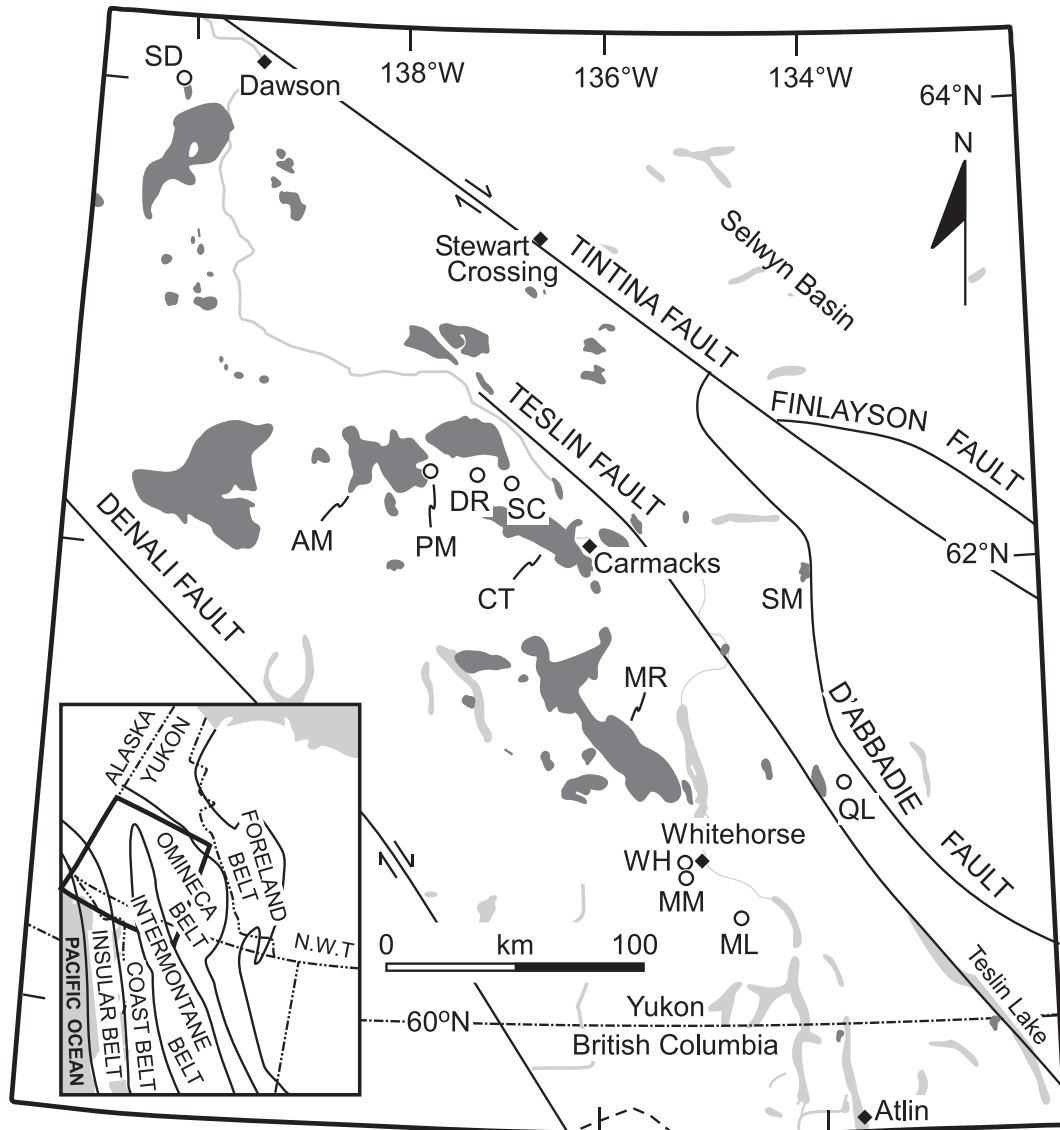 SD
Dawson
138°W
136°W
134°W
64°N
N
Selwyn Basin
Stewart
Crossing
TINTINA FAULT
FINLAYSON FAULT
TESLIN FAULT
DENALI FAULT
AM
PM
DR
SC
CT
Carmacks
62°N
SM
MR
D'ABBADIE FAULT
QL
Whitehorse
WH
MM
ML
ALASKA
YUKON
FORELAND
BELT
OMINECA
BELT
INTERMONTANE
BELT
COAST BELT
INSULAR BELT
PACIFIC OCEAN
N.W.T
0 km 100
Teslin Lake
60°N
Yukon
British Columbia
Atlin